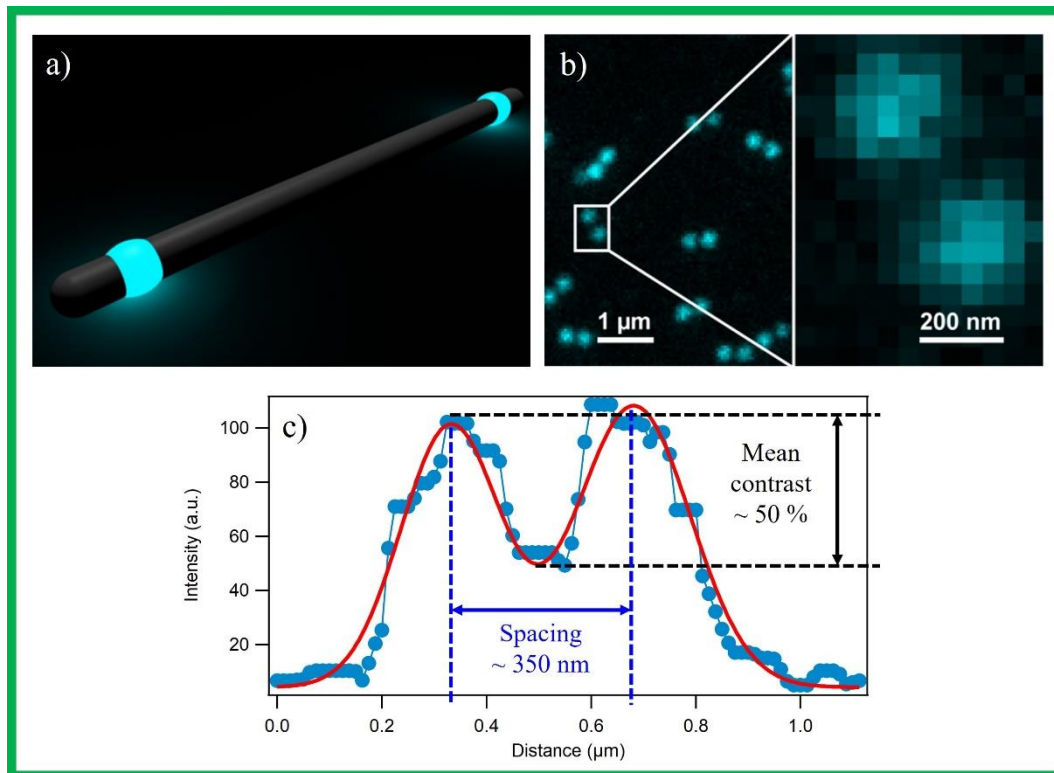 a)
b)
1 µm
200 nm
c)
Intensity (a.u.)
100
80
60
40
20
Mean
contrast
~ 50 %
Spacing
~ 350 nm
0.0 0.2 0.4 0.6 0.8 1.0
Distance (µm)